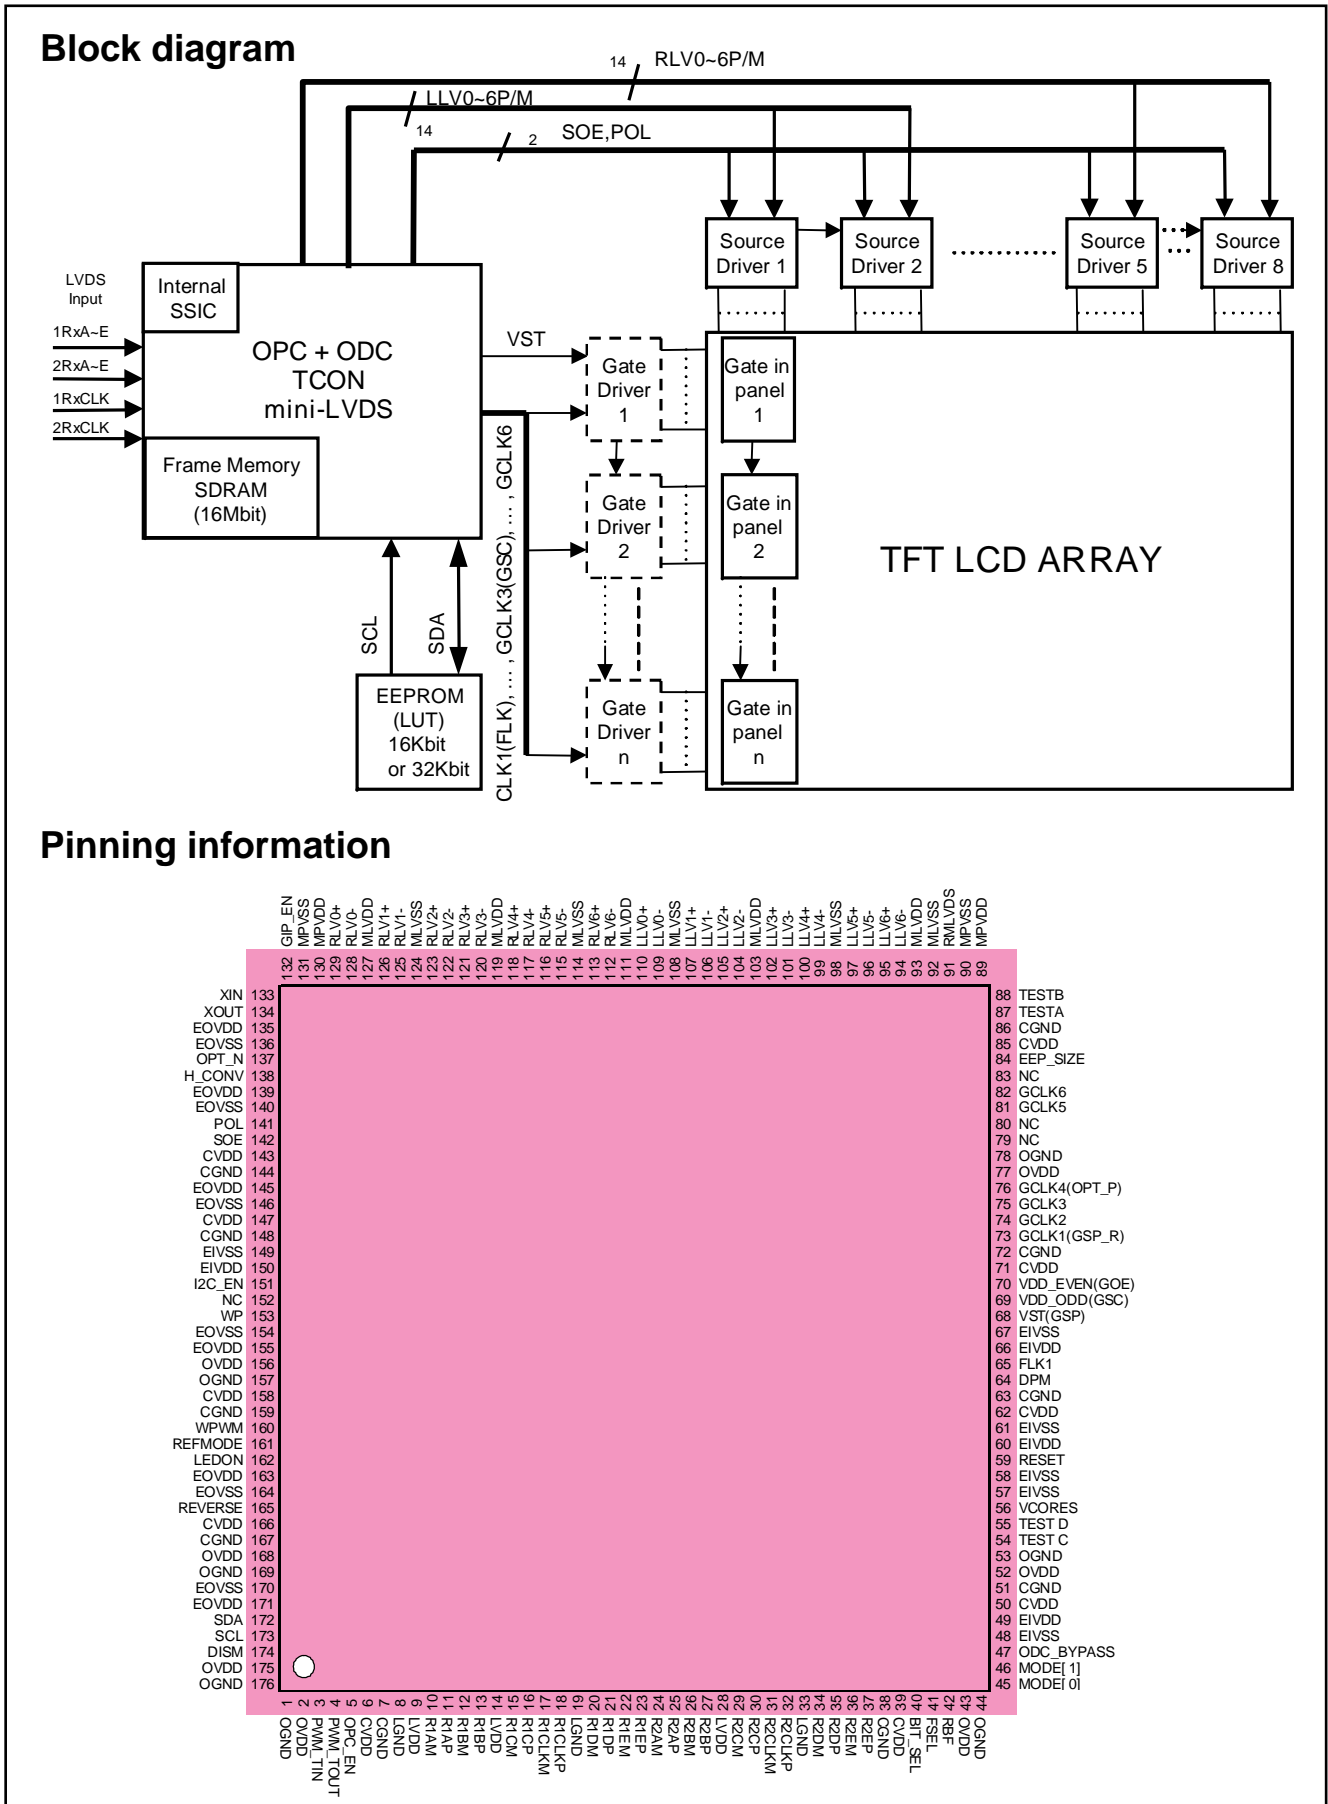 Block diagram
14 RLV0~6P/M
LLV0~6P/M
14
2 SOE,POL
Source Driver 1
Source Driver 2
Source Driver 5
Source Driver 8
LVDS Input
1RxA~E
2RxA~E
1RxCLK
2RxCLK
Internal SSIC
OPC + ODC
TCON
mini-LVDS
Frame Memory
SDRAM
(16Mbit)
VST
CLK1(FLK), ... , GCLK3(GSC), ... , GCLK6
Gate Driver 1
Gate Driver 2
Gate Driver n
Gate in panel 1
Gate in panel 2
Gate in panel n
TFT LCD ARRAY
SCL
SDA
EEPROM
(LUT)
16Kbit
or 32Kbit
Pinning information
132 GIP_EN
131 MPVSS
130 MPVDD
129 RLV0+
128 RLV0-
127 MLVDD
126 RLV1+
125 RLV1-
124 MLVSS
123 RLV2+
122 RLV2-
121 RLV3+
120 RLV3-
119 MLVDD
118 RLV4+
117 RLV4-
116 RLV5+
115 RLV5-
114 MLVSS
113 RLV6+
112 RLV6-
111 MLVDD
110 LLV0+
109 LLV0-
108 MLVSS
107 LLV1+
106 LLV1-
105 LLV2+
104 LLV2-
103 MLVDD
102 LLV3+
101 LLV3-
100 LLV4+
99 LLV4-
98 MLVSS
97 LLV5+
96 LLV5-
95 LLV6+
94 LLV6-
93 MLVDD
92 MLVSS
91 RMLVDS
90 MPVSS
89 MPVDD
XIN 133
XOUT 134
EOVDD 135
EOVSS 136
OPT_N 137
H_CONV 138
EOVDD 139
EOVSS 140
POL 141
SOE 142
CVDD 143
CGND 144
EOVDD 145
EOVSS 146
CVDD 147
CGND 148
EIVSS 149
EIVDD 150
I2C_EN 151
NC 152
WP 153
EOVSS 154
EOVDD 155
OVDD 156
OGND 157
CVDD 158
CGND 159
WPWM 160
REFMODE 161
LEDON 162
EOVDD 163
EOVSS 164
REVERSE 165
CVDD 166
CGND 167
OVDD 168
OGND 169
EOVSS 170
EOVDD 171
SDA 172
SCL 173
DISM 174
OVDD 175
OGND 176
88 TESTB
87 TESTA
86 CGND
85 CVDD
84 EEP_SIZE
83 NC
82 GCLK6
81 GCLK5
80 NC
79 NC
78 OGND
77 OVDD
76 GCLK4(OPT_P)
75 GCLK3
74 GCLK2
73 GCLK1(GSP_R)
72 CGND
71 CVDD
70 VDD_EVEN(GOE)
69 VDD_ODD(GSC)
68 VST(GSP)
67 EIVSS
66 EIVDD
65 FLK1
64 DPM
63 CGND
62 CVDD
61 EIVSS
60 EIVDD
59 RESET
58 EIVSS
57 EIVSS
56 VCORES
55 TEST D
54 TEST C
53 OGND
52 OVDD
51 CGND
50 CVDD
49 EIVDD
48 EIVSS
47 ODC_BYPASS
46 MODE[1]
45 MODE[0]
1 OGND
2 OVDD
3 PWM_TIN
4 PWM_TOUT
5 OPC_EN
6 CVDD
7 CGND
8 LGND
9 LVDD
10 R1AM
11 R1AP
12 R1BM
13 R1BP
14 LVDD
15 R1CM
16 R1CP
17 R1CLKM
18 R1CLKP
19 LGND
20 R1DM
21 R1DP
22 R1EM
23 R1EP
24 R2AM
25 R2AP
26 R2BM
27 R2BP
28 LVDD
29 R2CM
30 R2CP
31 R2CLKM
32 R2CLKP
33 LGND
34 R2DM
35 R2DP
36 R2EM
37 R2EP
38 CGND
39 CVDD
40 BIT_SEL
41 FSEL
42 RBF
43 OVDD
44 OGND